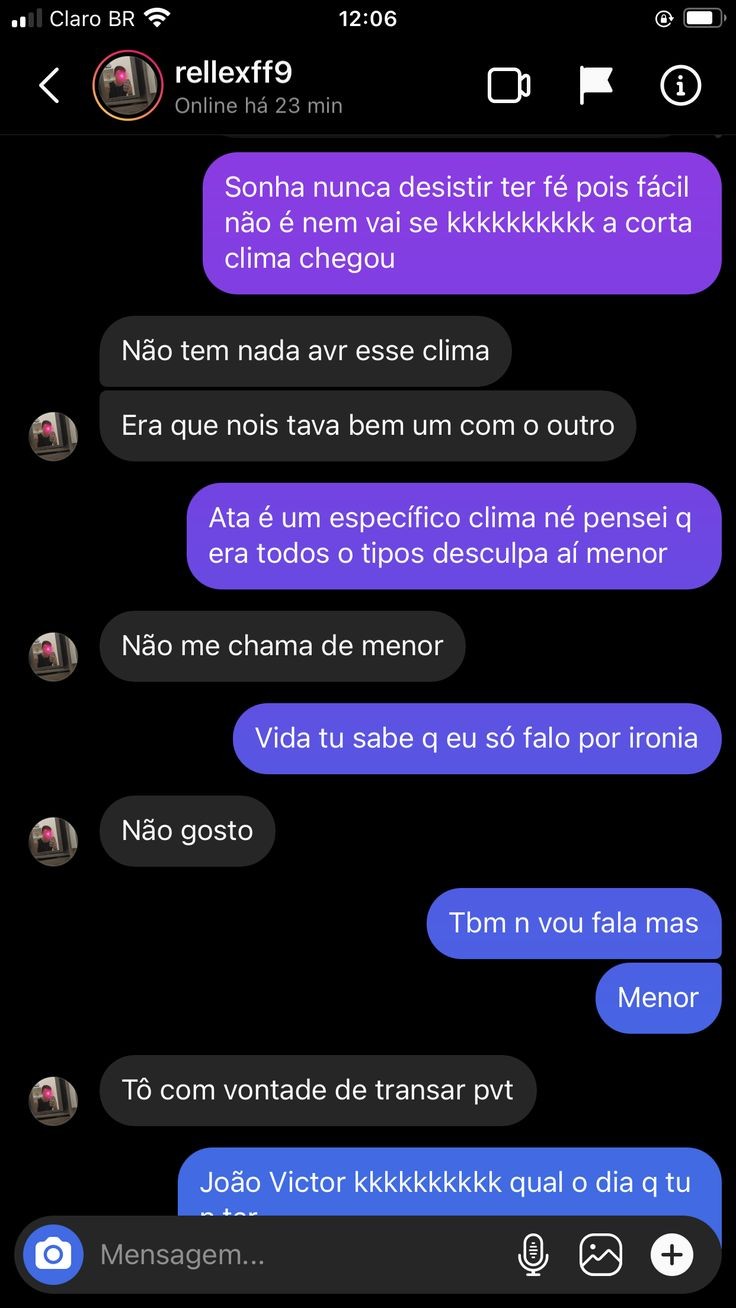 Claro BR
12:06
rellexff9
Online há 23 min
Sonha nunca desistir ter fé pois fácil
não é nem vai se kkkkkkkkkk a corta
clima chegou
Não tem nada avr esse clima
Era que nois tava bem um com o outro
Ata é um específico clima né pensei q
era todos o tipos desculpa aí menor
Não me chama de menor
Vida tu sabe q eu só falo por ironia
Não gosto
Tbm n vou fala mas
Menor
Tô com vontade de transar pvt
João Victor kkkkkkkkkk qual o dia q tu
Mensagem...